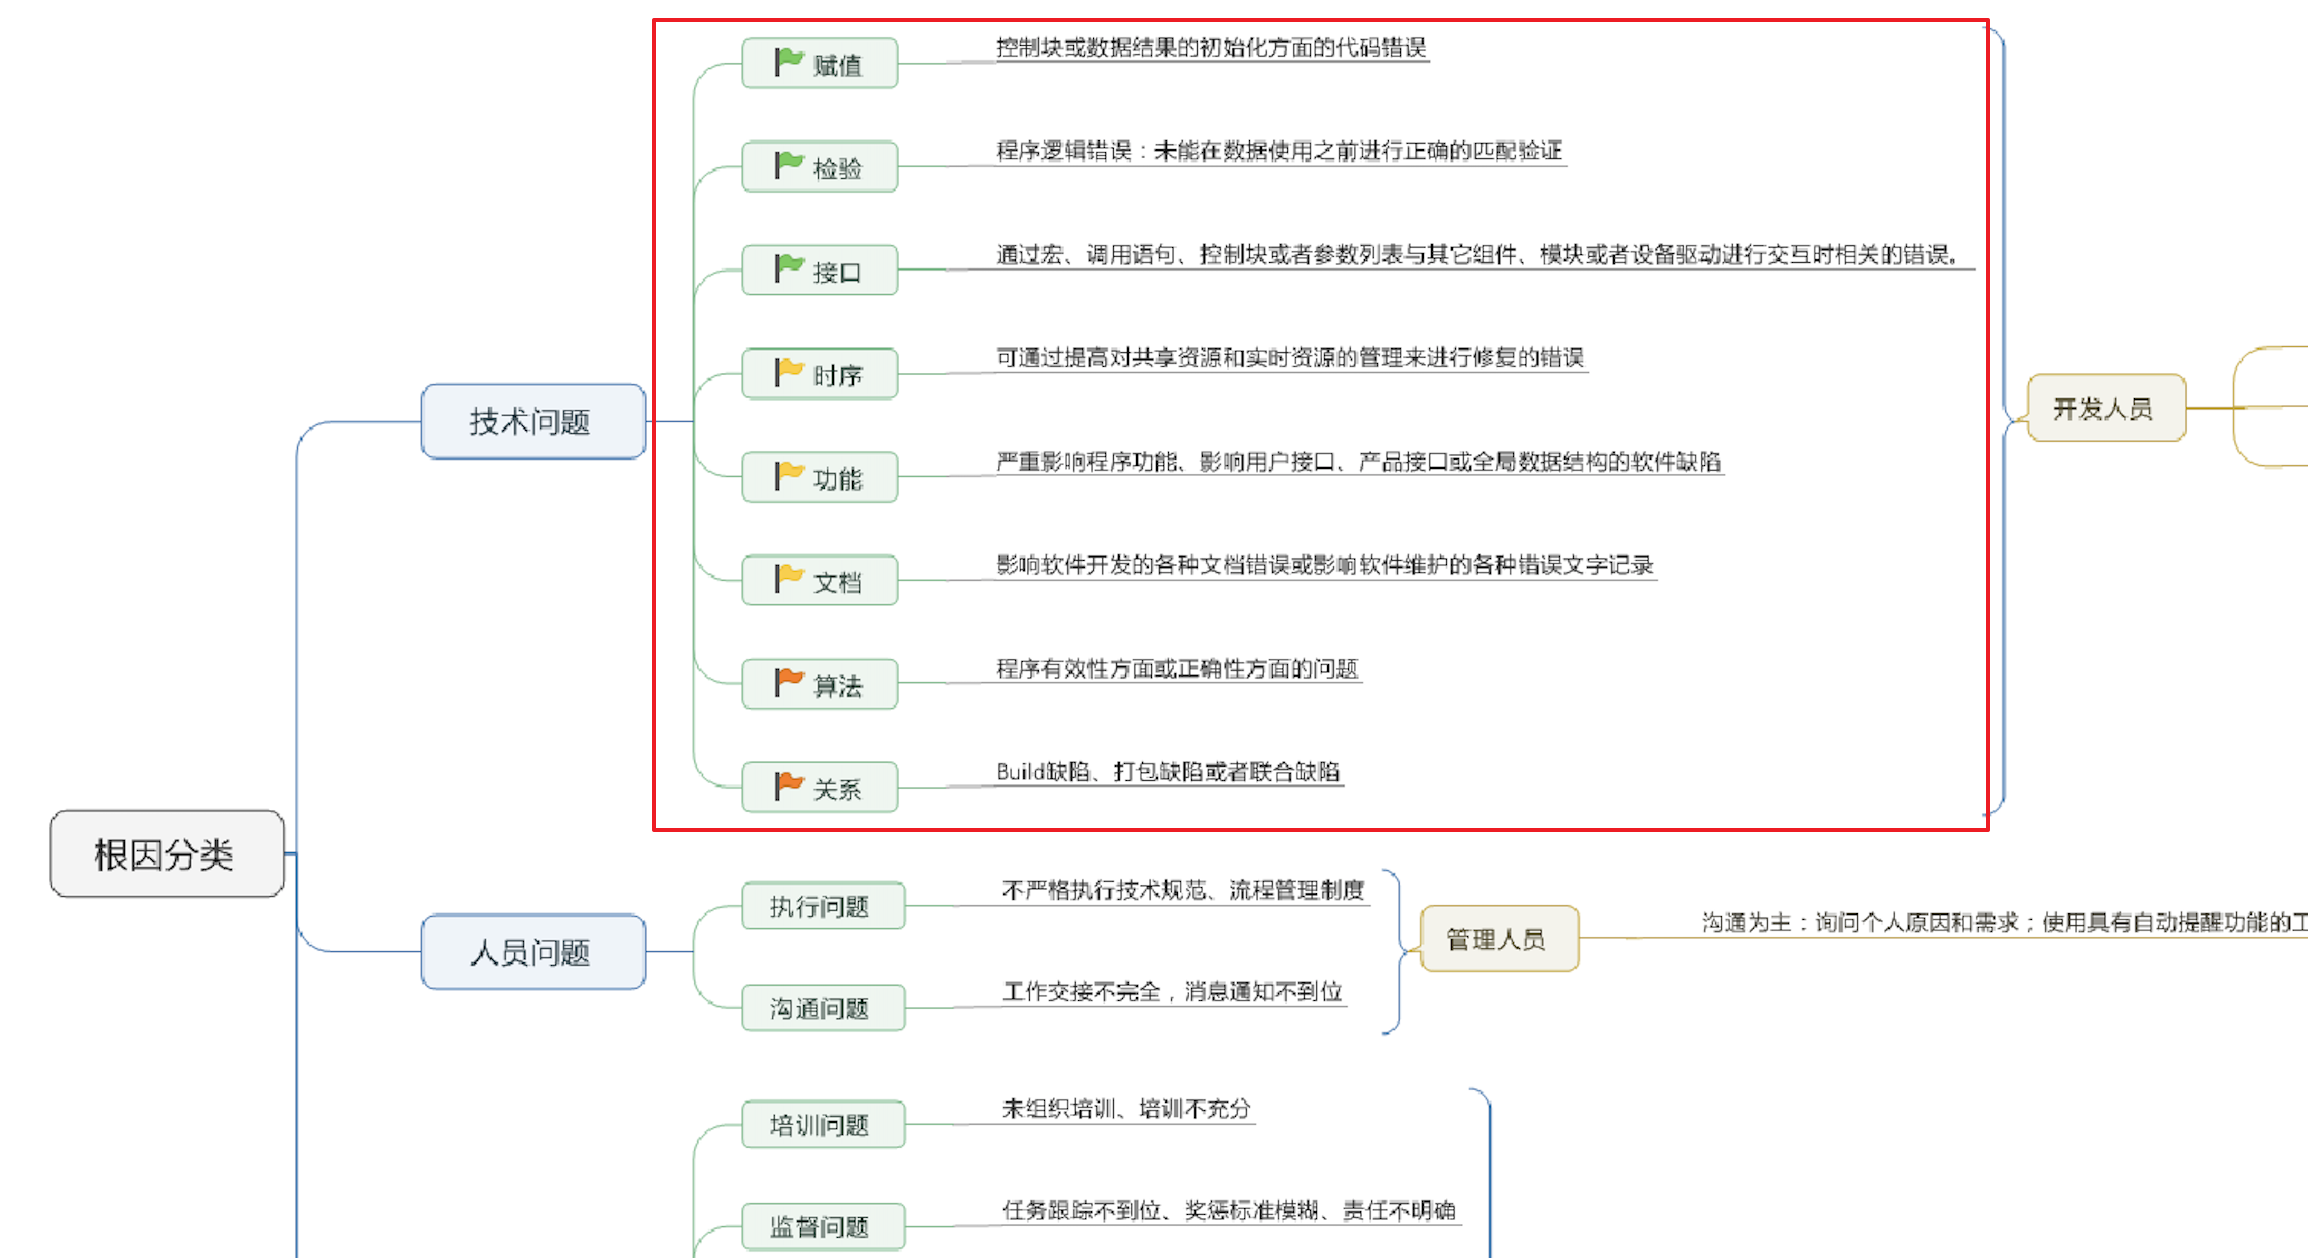 根因分类
技术问题
赋值
控制块或数据结果的初始化方面的代码错误
检验
程序逻辑错误：未能在数据使用之前进行正确的匹配验证
接口
通过宏、调用语句、控制块或者参数列表与其它组件、模块或者设备驱动进行交互时相关的错误。
时序
可通过提高对共享资源和实时资源的管理来进行修复的错误
功能
严重影响程序功能、影响用户接口、产品接口或全局数据结构的软件缺陷
文档
影响软件开发的各种文档错误或影响软件维护的各种错误文字记录
算法
程序有效性方面或正确性方面的问题
关系
Build缺陷、打包缺陷或者联合缺陷
开发人员
人员问题
执行问题
不严格执行技术规范、流程管理制度
沟通问题
工作交接不完全，消息通知不到位
管理人员
沟通为主：询问个人原因和需求；使用具有自动提醒功能的工
培训问题
未组织培训、培训不充分
监督问题
任务跟踪不到位、奖惩标准模糊、责任不明确